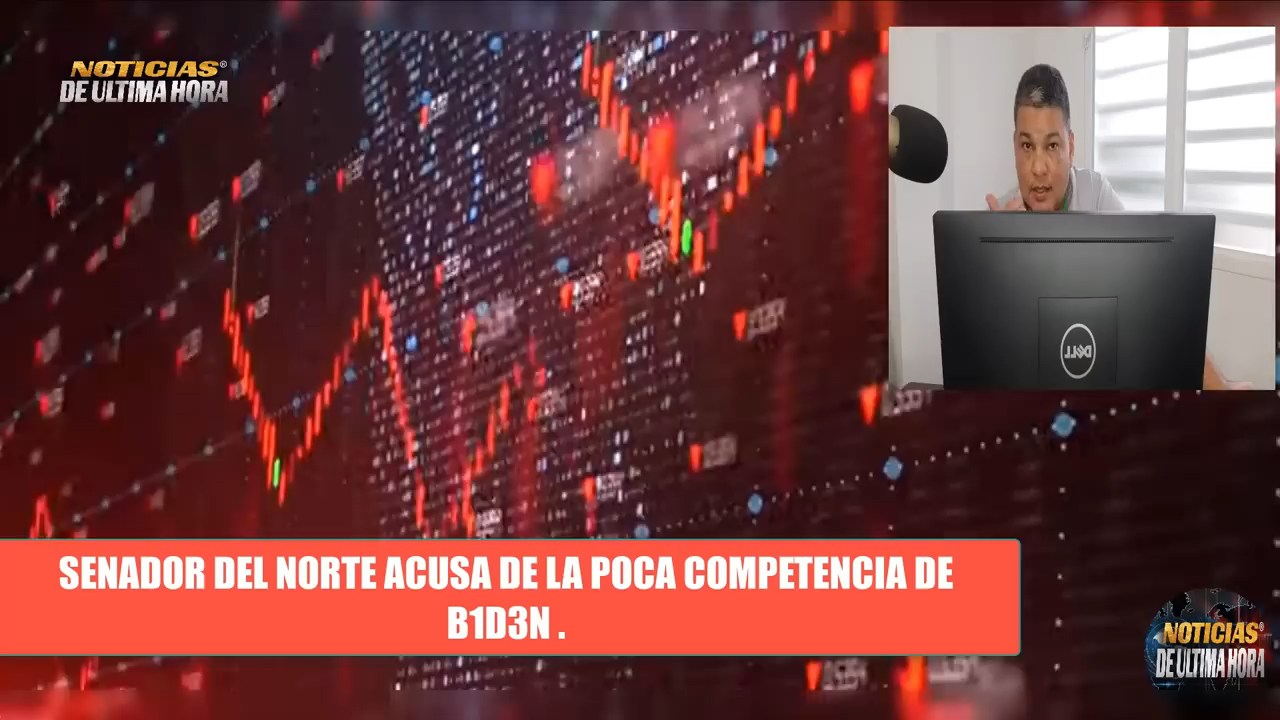 NOTICIAS®
DE ULTIMA HORA
DELL
SENADOR DEL NORTE ACUSA DE LA POCA COMPETENCIA DE
B1D3N .
NOTICIAS®
DE ULTIMA HORA